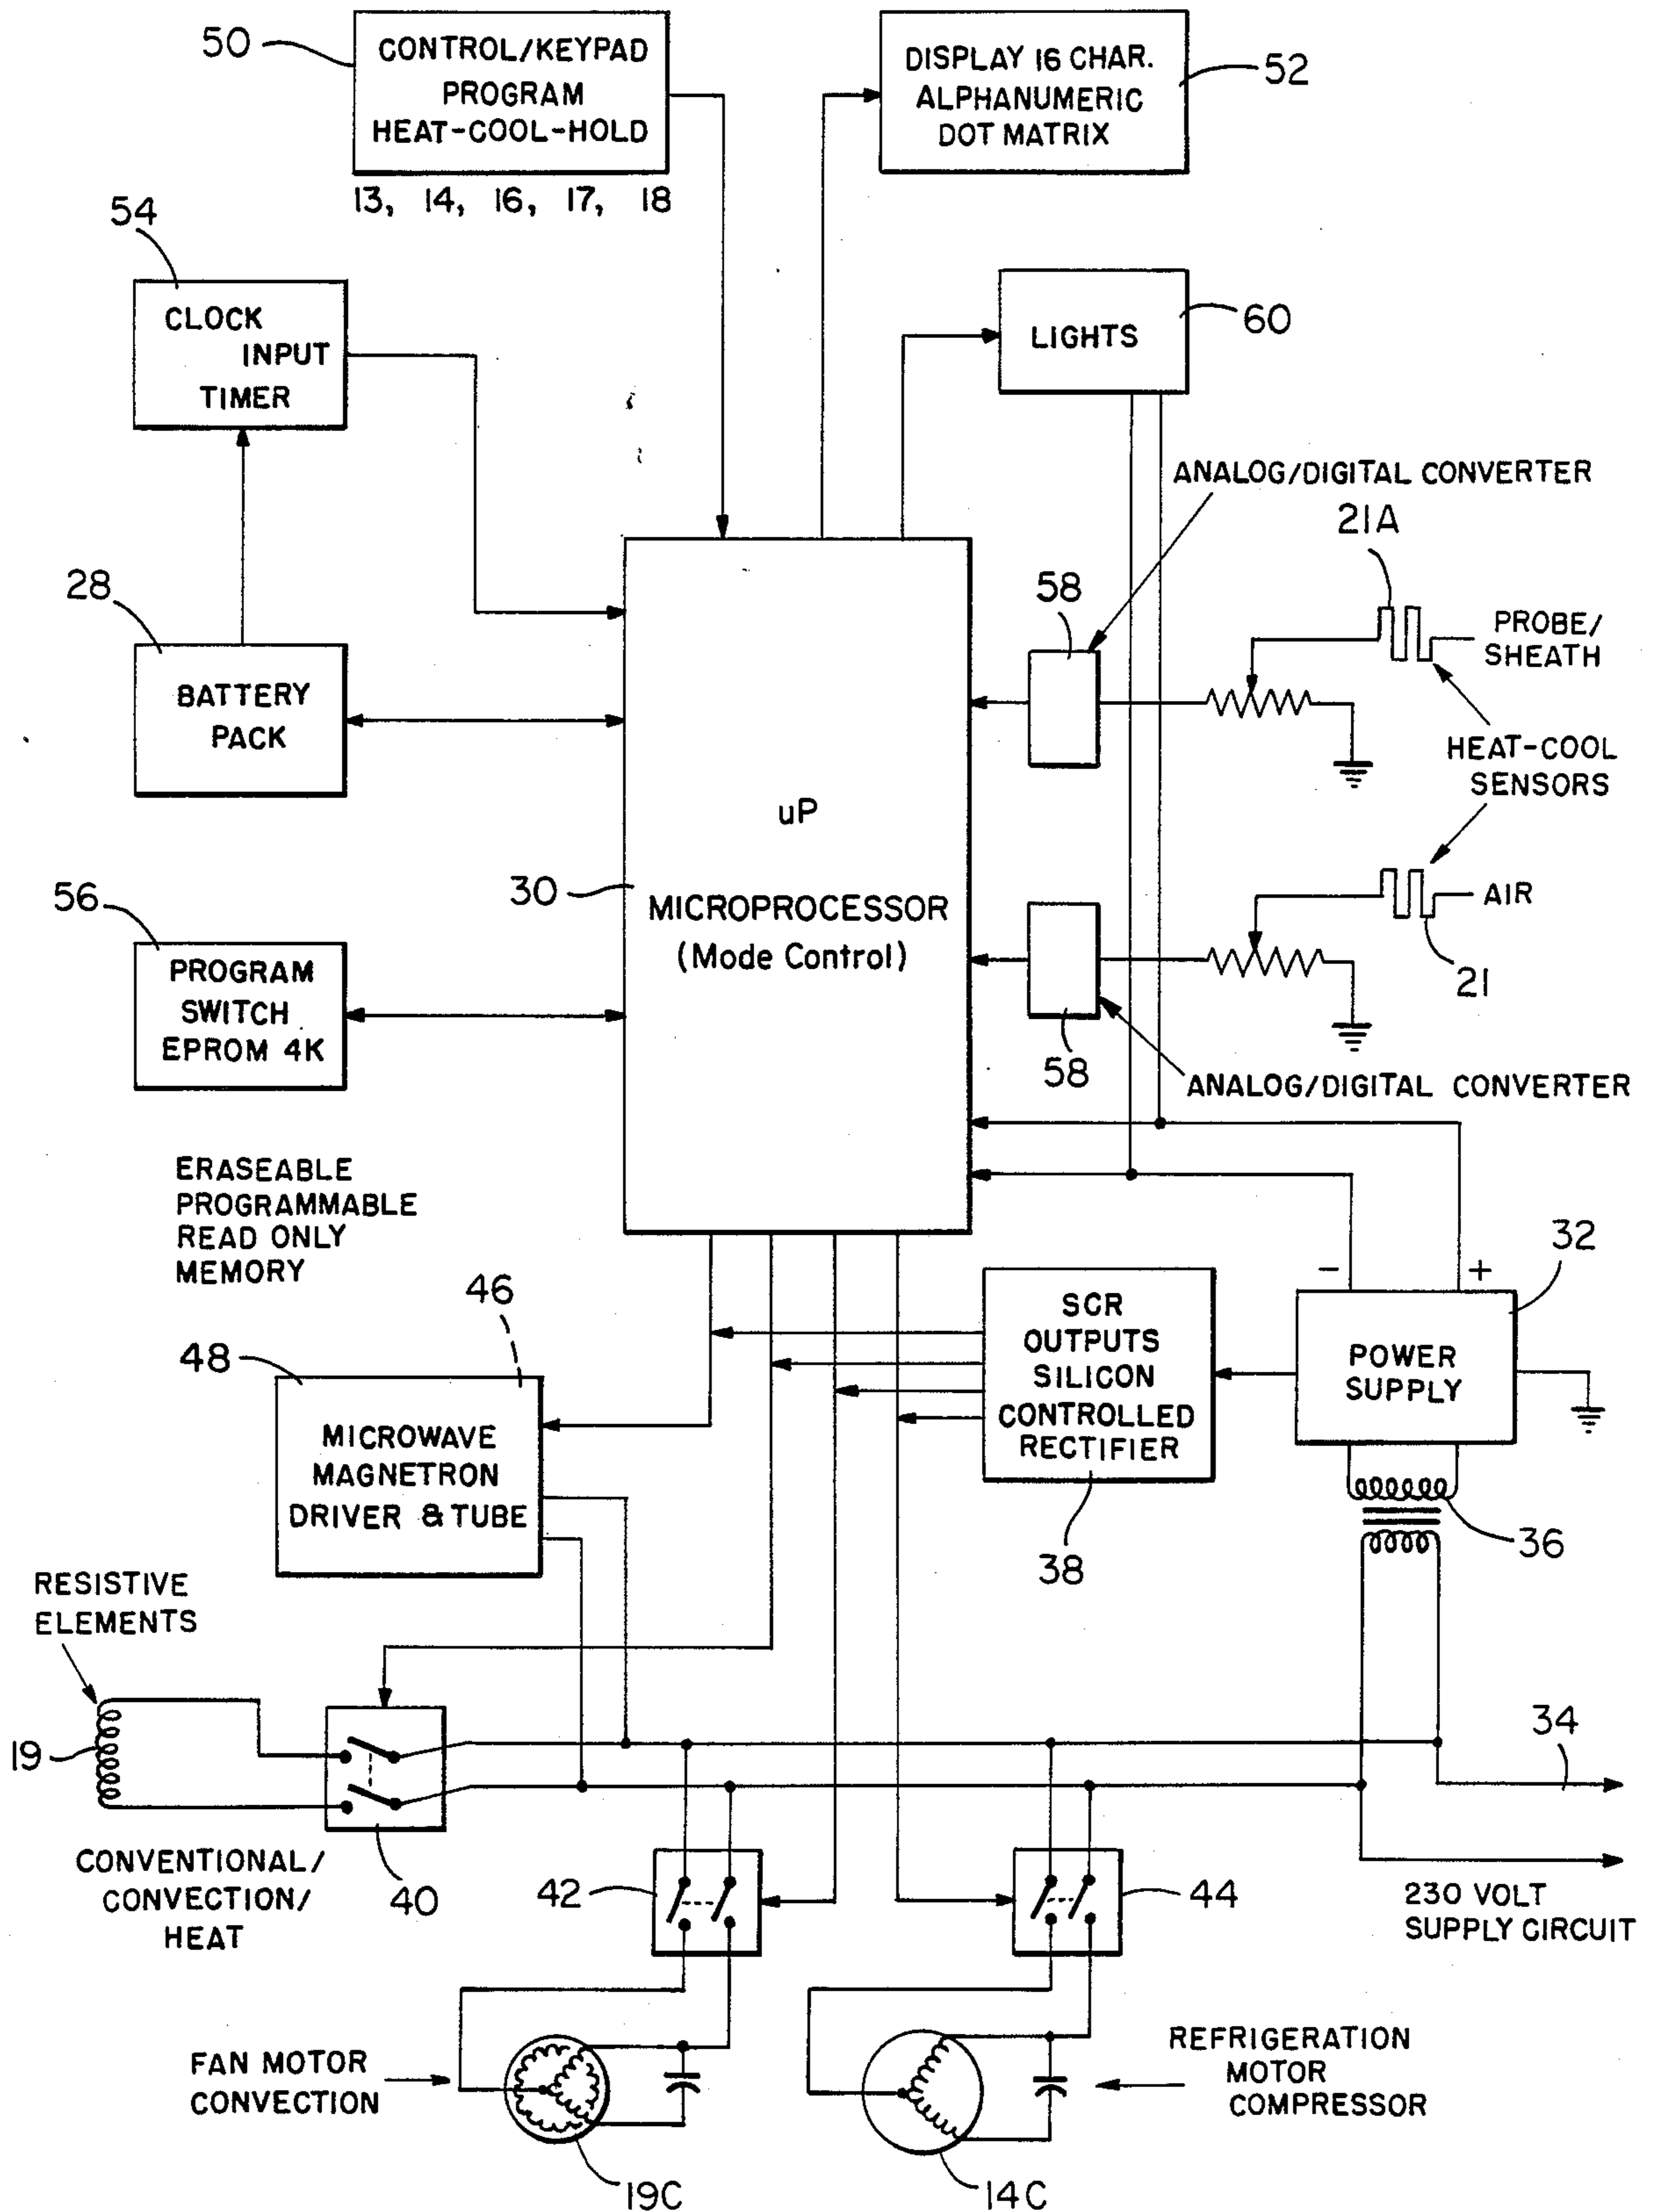 50
CONTROL/KEYPAD
PROGRAM
HEAT-COOL-HOLD
13, 14, 16, 17, 18
DISPLAY 16 CHAR.
ALPHANUMERIC
DOT MATRIX
52
54
CLOCK
INPUT
TIMER
LIGHTS
60
ANALOG/DIGITAL CONVERTER
21A
58
PROBE/
SHEATH
28
BATTERY
PACK
HEAT-COOL
SENSORS
uP
30
MICROPROCESSOR
(Mode Control)
AIR
21
56
PROGRAM
SWITCH
EPROM 4K
58
ANALOG/DIGITAL CONVERTER
ERASEABLE
PROGRAMMABLE
READ ONLY
MEMORY
32
- +
POWER
SUPPLY
SCR
OUTPUTS
SILICON
CONTROLLED
RECTIFIER
38
36
46
48
MICROWAVE
MAGNETRON
DRIVER & TUBE
RESISTIVE
ELEMENTS
19
40
CONVENTIONAL/
CONVECTION/
HEAT
34
42
44
230 VOLT
SUPPLY CIRCUIT
FAN MOTOR
CONVECTION
19C
REFRIGERATION
MOTOR
COMPRESSOR
14C